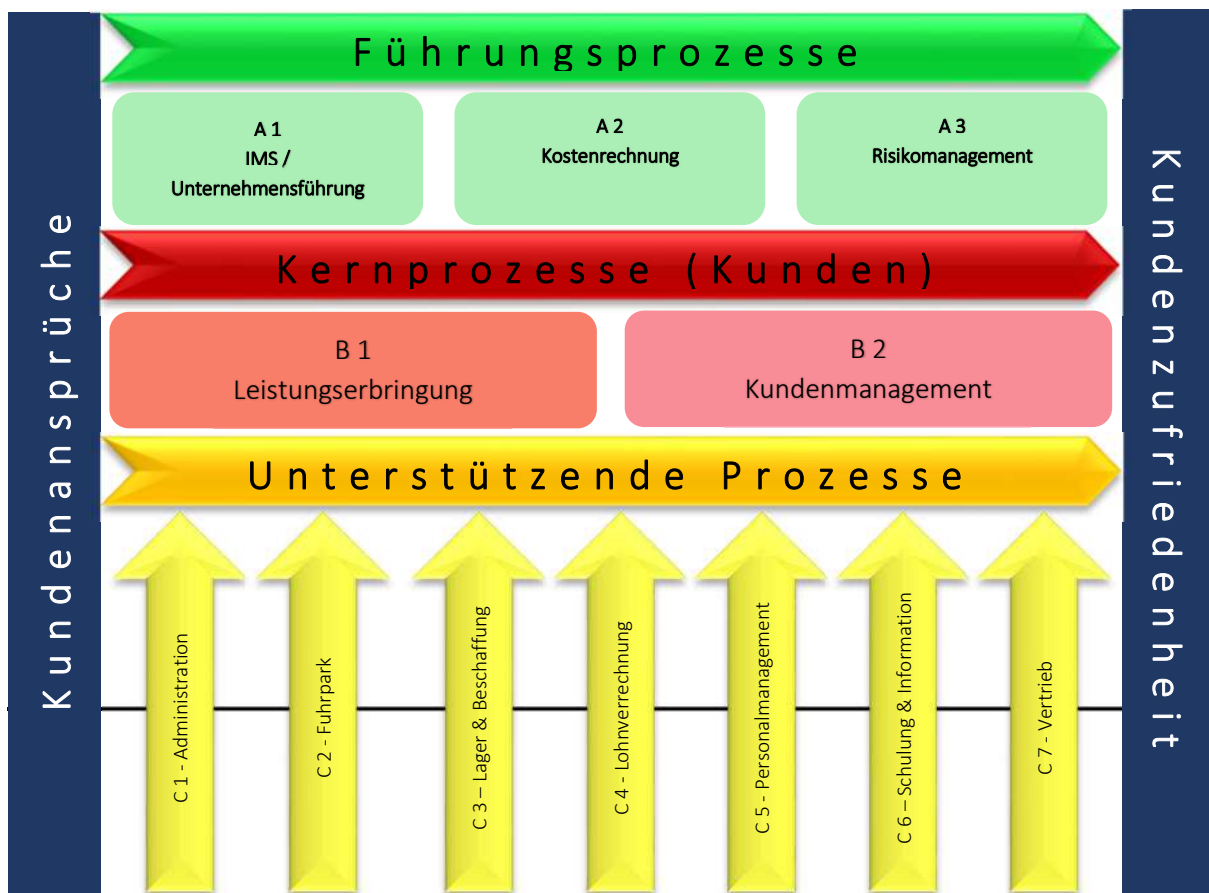 Kundenansprüche
Führungsprozesse
A 1
IMS /
Unternehmensführung
A 2
Kostenrechnung
A 3
Risikomanagement
Kernprozesse (Kunden)
B 1
Leistungserbringung
B 2
Kundenmanagement
Unterstützende Prozesse
C 1 - Administration
C 2 - Fuhrpark
C 3 – Lager & Beschaffung
C 4 - Lohnverrechnung
C 5 - Personalmanagement
C 6 – Schulung & Information
C 7 - Vertrieb
Kundenzufriedenheit